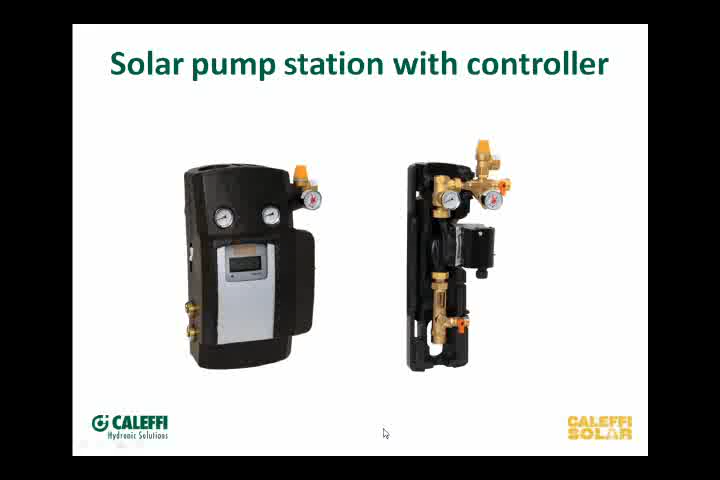 Solar pump station with controller
CALEFFI
Hydronic Solutions
CALEFFI
SOLAR